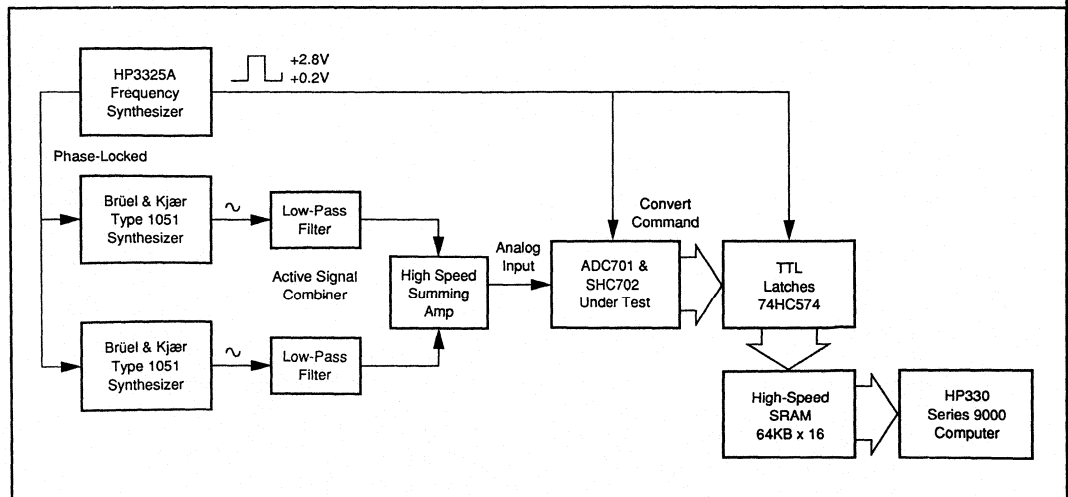 HP3325A
Frequency
Synthesizer
+2.8V
+0.2V
Phase-Locked
Brüel & Kjær
Type 1051
Synthesizer
~
Low-Pass
Filter
Active Signal
Combiner
High Speed
Summing
Amp
Analog
Input
ADC701 &
SHC702
Under Test
Convert
Command
TTL
Latches
74HC574
Brüel & Kjær
Type 1051
Synthesizer
~
Low-Pass
Filter
High-Speed
SRAM
64KB x 16
HP330
Series 9000
Computer